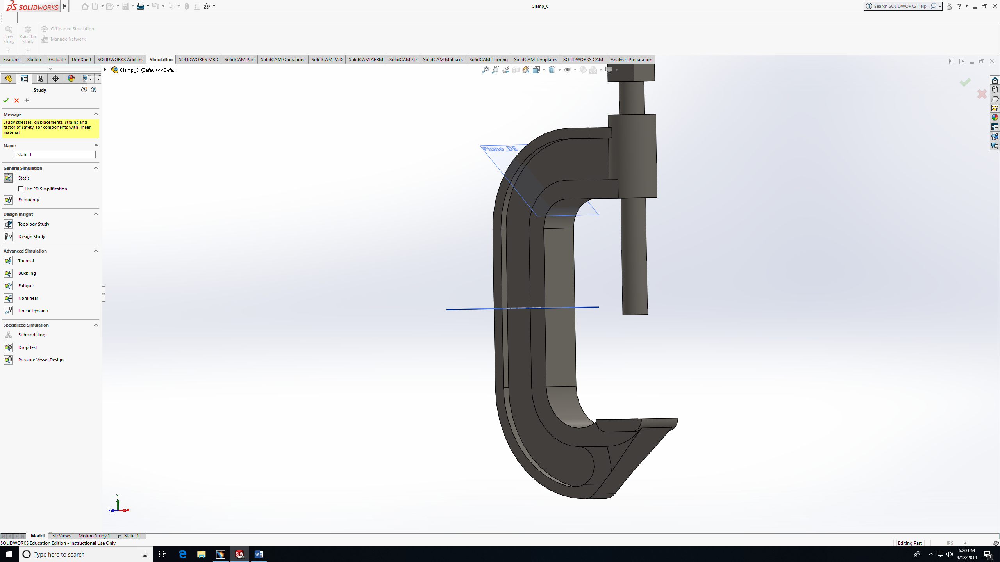 SOLIDWORKS
Clamp_C
Search SOLIDWORKS Help
New Study
Run This Study
Offloaded Simulation
Manage Network
Features Sketch Evaluate DimXpert SOLIDWORKS Add-Ins Simulation SOLIDWORKS MBD SolidCAM Part SolidCAM Operations SolidCAM 2.5D SolidCAM AFRM SolidCAM 3D SolidCAM Multiaxis SolidCAM Turning SolidCAM Templates SOLIDWORKS CAM Analysis Preparation
Clamp_C (Default<<Defa...
Study
Message
Study stresses, displacements, strains and
factor of safety for components with linear
material
Name
Static 1
General Simulation
Static
Use 2D Simplification
Frequency
Design Insight
Topology Study
Design Study
Advanced Simulation
Thermal
Buckling
Fatigue
Nonlinear
Linear Dynamic
Specialized Simulation
Submodeling
Drop Test
Pressure Vessel Design
Plane_DE
Y
Z X
Model 3D Views Motion Study 1 Static 1
SOLIDWORKS Education Edition - Instructional Use Only
Editing Part IPS
Type here to search
SW 2018
6:20 PM
4/18/2019
1